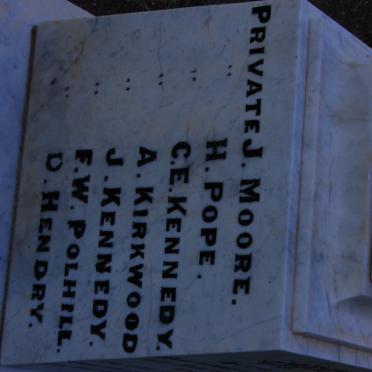 PRIVATE J. MOORE.
" H. POPE.
" C.E. KENNEDY.
" A. KIRKWOOD
" J. KENNEDY.
" F.W. POLHILL.
" D. HENDRY.